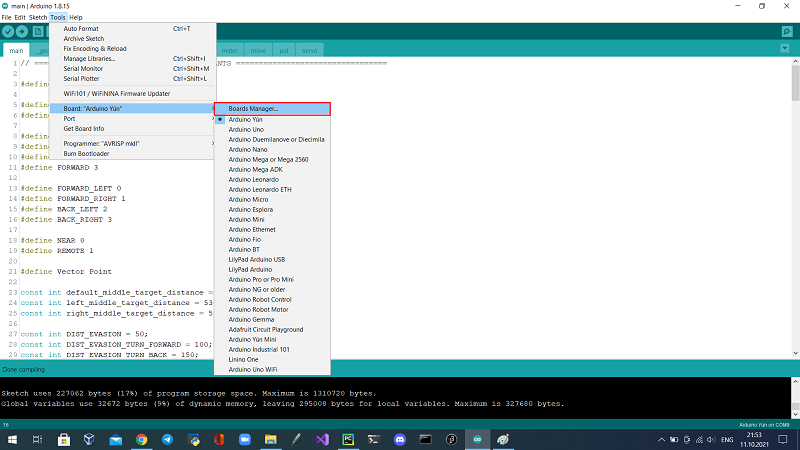 main | Arduino 1.8.15
File Edit Sketch Tools Help
main
motar move pid servo
Auto Format Ctrl+T
Archive Sketch
Fix Encoding & Reload
Manage Libraries... Ctrl+Shift+I
Serial Monitor Ctrl+Shift+M
Serial Plotter Ctrl+Shift+L
WiFi101 / WiFiNINA Firmware Updater
Board: "Arduino Yún"
Port
Get Board Info
Programmer: "AVRISP mkII"
Burn Bootloader
Boards Manager...
Arduino Yún
Arduino Uno
Arduino Duemilanove or Diecimila
Arduino Nano
Arduino Mega or Mega 2560
Arduino Mega ADK
Arduino Leonardo
Arduino Leonardo ETH
Arduino Micro
Arduino Esplora
Arduino Mini
Arduino Ethernet
Arduino Fio
Arduino BT
LilyPad Arduino USB
LilyPad Arduino
Arduino Pro or Pro Mini
Arduino NG or older
Arduino Robot Control
Arduino Robot Motor
Arduino Gemma
Adafruit Circuit Playground
Arduino Yún Mini
Arduino Industrial 101
Linino One
Arduino Uno WiFi
1 // ==== ANTS ================================
2
3 #define
4
5 #define
6 #define
7
8 #define
9 #define
10 #define
11 #define FORWARD 3
12
13 #define FORWARD_LEFT 0
14 #define FORWARD_RIGHT 1
15 #define BACK_LEFT 2
16 #define BACK_RIGHT 3
17
18 #define NEAR 0
19 #define REMOTE 1
20
21 #define Vector Point
22
23 const int default_middle_target_distance =
24 const int left_middle_target_distance = 53
25 const int right_middle_target_distance = 5
26
27 const int DIST_EVASION = 50;
28 const int DIST_EVASION_TURN_FORWARD = 100;
29 const int DIST_EVASION_TURN_BACK = 150;
Done compiling
Sketch uses 227062 bytes (17%) of program storage space. Maximum is 1310720 bytes.
Global variables use 32672 bytes (9%) of dynamic memory, leaving 295008 bytes for local variables. Maximum is 327680 bytes.
16 Arduino Yún on COM9
ENG
21:53
11.10.2021